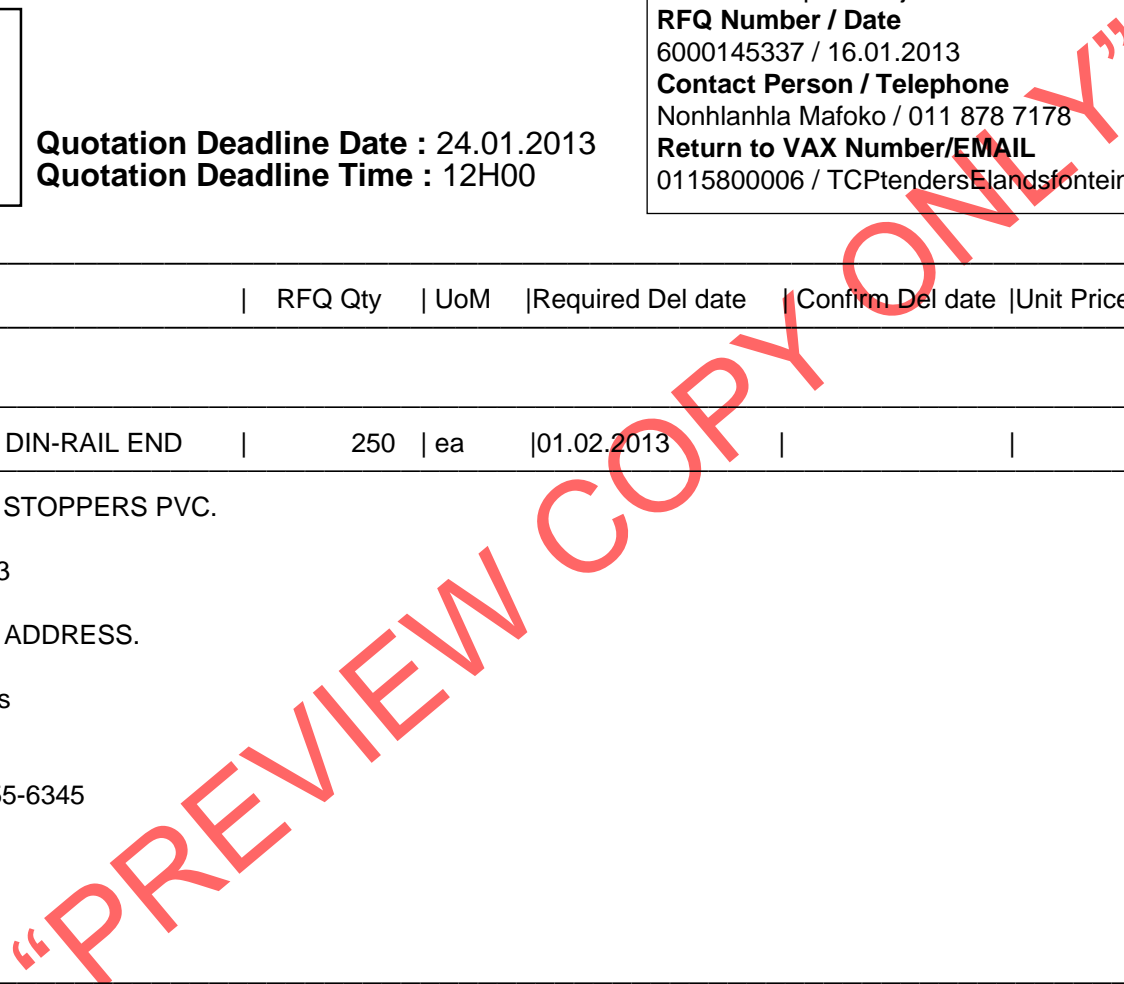 RFQ Number / Date
6000145337 / 16.01.2013
Contact Person / Telephone
Nonhlanhla Mafoko / 011 878 7178
Return to VAX Number/EMAIL
0115800006 / TCPtendersElandsfontein
Quotation Deadline Date : 24.01.2013
Quotation Deadline Time : 12H00
| RFQ Qty | UoM |Required Del date | Confirm Del date |Unit Price
DIN-RAIL END | 250 | ea |01.02.2013 | |
STOPPERS PVC.
3
ADDRESS.
s
5-6345
“PREVIEW COPY ONLY”